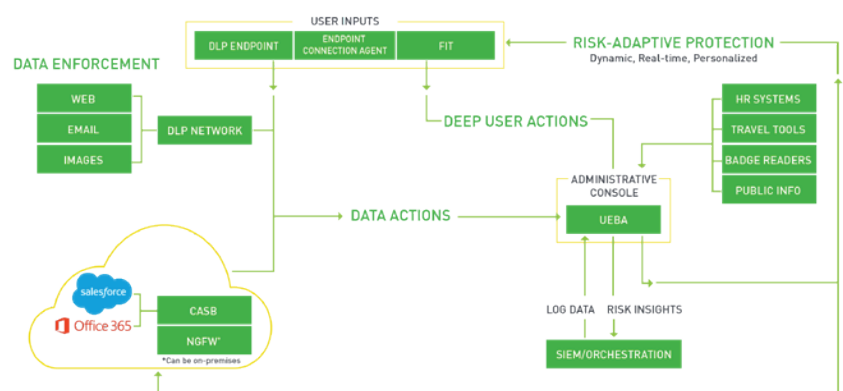 USER INPUTS
DLP ENDPOINT
ENDPOINT
CONNECTION AGENT
FIT
RISK-ADAPTIVE PROTECTION
Dynamic, Real-time, Personalized
DATA ENFORCEMENT
WEB
EMAIL
IMAGES
DLP NETWORK
DEEP USER ACTIONS
HR SYSTEMS
TRAVEL TOOLS
BADGE READERS
PUBLIC INFO
ADMINISTRATIVE
CONSOLE
UEBA
DATA ACTIONS
salesforce
Office 365
CASB
NGFW*
*Can be on-premises
LOG DATA
RISK INSIGHTS
SIEM/ORCHESTRATION